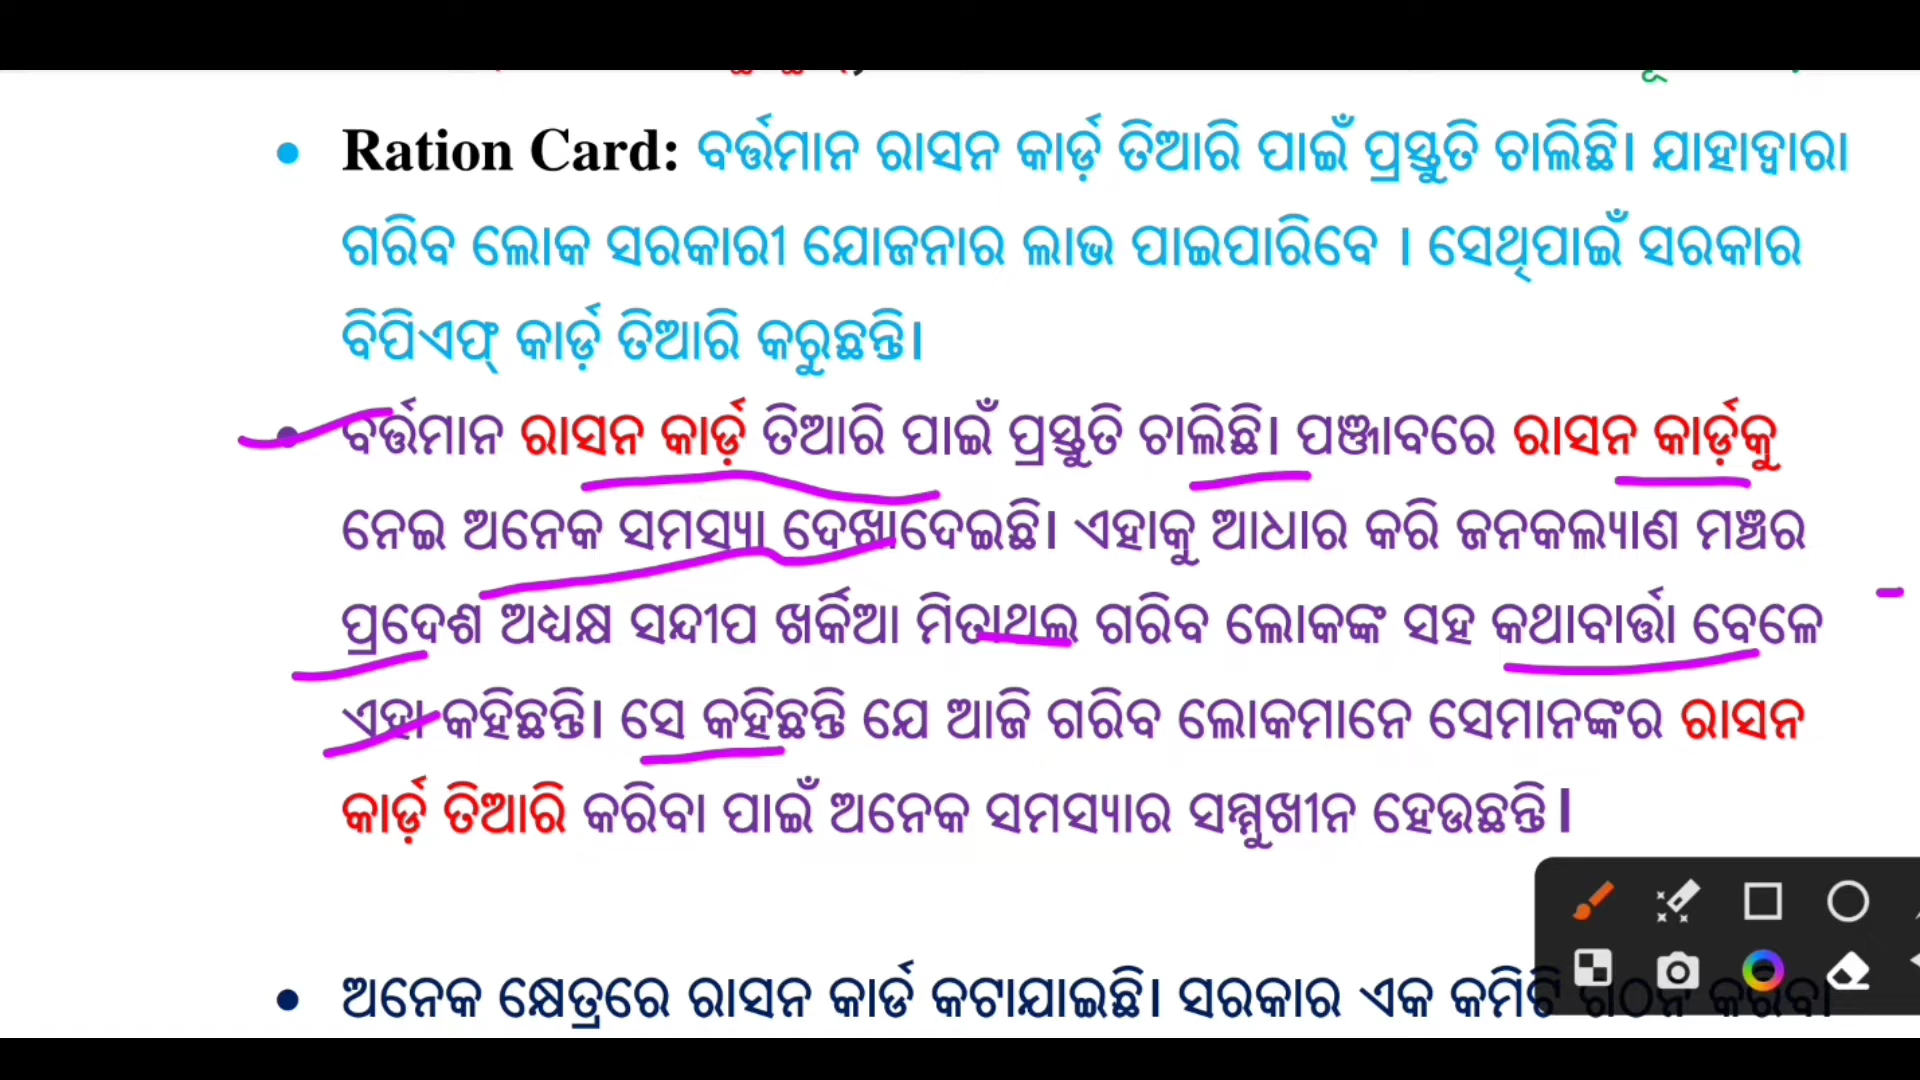 Ration Card: ବର୍ତ୍ତମାନ ରାସନ କାର୍ଡ଼ ତିଆରି ପାଇଁ ପ୍ରସ୍ତୁତି ଚାଲିଛି। ଯାହାଦ୍ୱାରା
ଗରିବ ଲୋକ ସରକାରୀ ଯୋଜନାର ଲାଭ ପାଇପାରିବେ । ସେଥିପାଇଁ ସରକାର
ବିପିଏଫ୍ କାର୍ଡ଼ ତିଆରି କରୁଛନ୍ତି।
ବର୍ତ୍ତମାନ ରାସନ କାର୍ଡ଼ ତିଆରି ପାଇଁ ପ୍ରସ୍ତୁତି ଚାଲିଛି। ପଞ୍ଜାବରେ ରାସନ କାର୍ଡ଼କୁ
ନେଇ ଅନେକ ସମସ୍ୟା ଦେଖାଦେଇଛି। ଏହାକୁ ଆଧାର କରି ଜନକଲ୍ୟାଣ ମଞ୍ଚର
ପ୍ରଦେଶ ଅଧ୍ୟକ୍ଷ ସନ୍ଦୀପ ଖର୍କିଆ ମିତାଥଲ ଗରିବ ଲୋକଙ୍କ ସହ କଥାବାର୍ତ୍ତା ବେଳେ
ଏହା କହିଛନ୍ତି। ସେ କହିଛନ୍ତି ଯେ ଆଜି ଗରିବ ଲୋକମାନେ ସେମାନଙ୍କର ରାସନ
କାର୍ଡ଼ ତିଆରି କରିବା ପାଇଁ ଅନେକ ସମସ୍ୟାର ସମ୍ମୁଖୀନ ହେଉଛନ୍ତି।
ଅନେକ କ୍ଷେତ୍ରରେ ରାସନ କାର୍ଡ କଟାଯାଇଛି। ସରକାର ଏକ କମିଟି ଗଠନ କରିବା